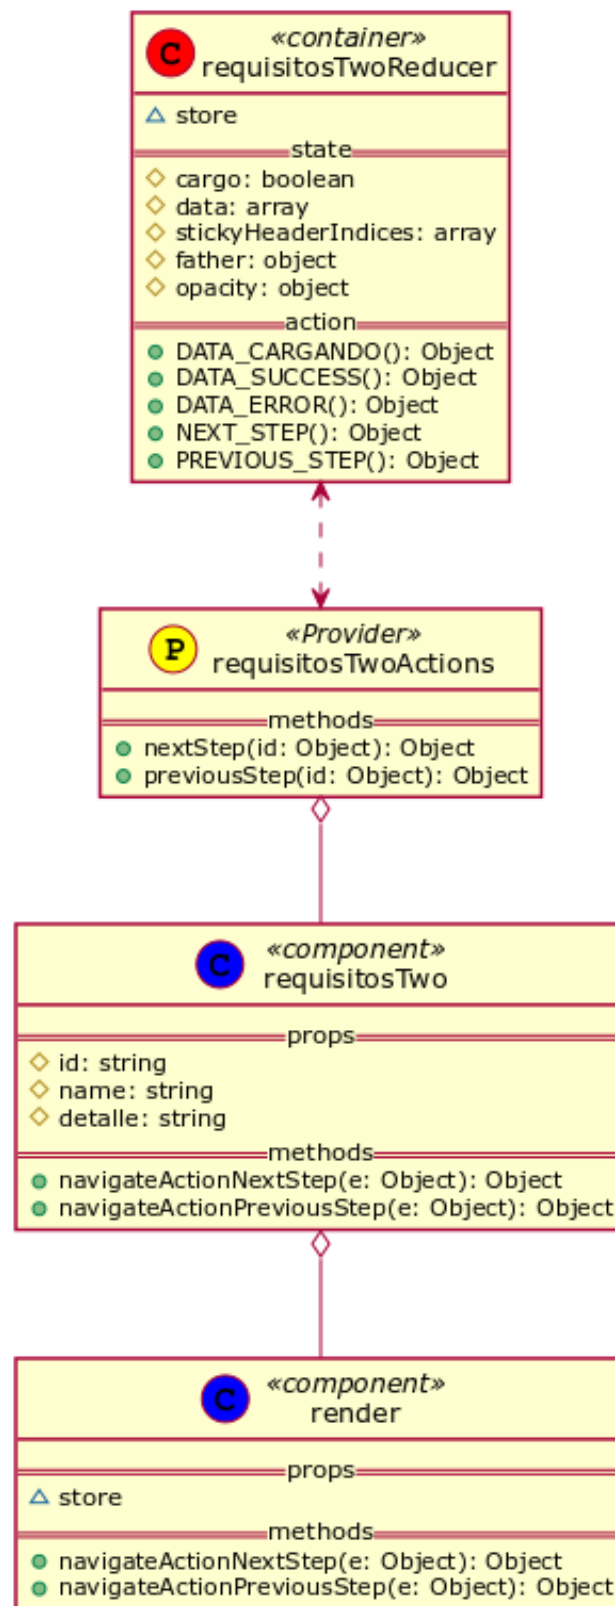 C
«container»
requisitosTwoReducer
store
state
cargo: boolean
data: array
stickyHeaderIndices: array
father: object
opacity: object
action
DATA_CARGANDO(): Object
DATA_SUCCESS(): Object
DATA_ERROR(): Object
NEXT_STEP(): Object
PREVIOUS_STEP(): Object
P
«Provider»
requisitosTwoActions
methods
nextStep(id: Object): Object
previousStep(id: Object): Object
C
«component»
requisitosTwo
props
id: string
name: string
detalle: string
methods
navigateActionNextStep(e: Object): Object
navigateActionPreviousStep(e: Object): Object
C
«component»
render
props
store
methods
navigateActionNextStep(e: Object): Object
navigateActionPreviousStep(e: Object): Object